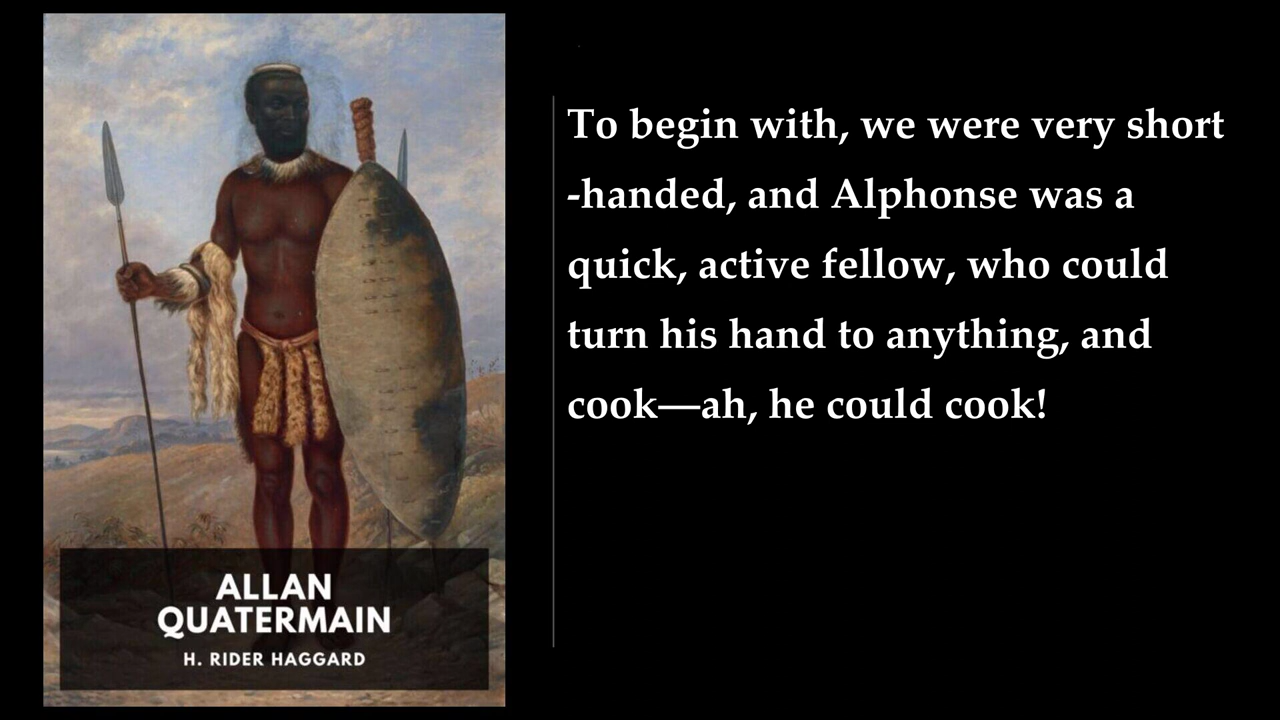 ALLAN
QUATERMAIN
H. RIDER HAGGARD
To begin with, we were very short
-handed, and Alphonse was a
quick, active fellow, who could
turn his hand to anything, and
cook—ah, he could cook!